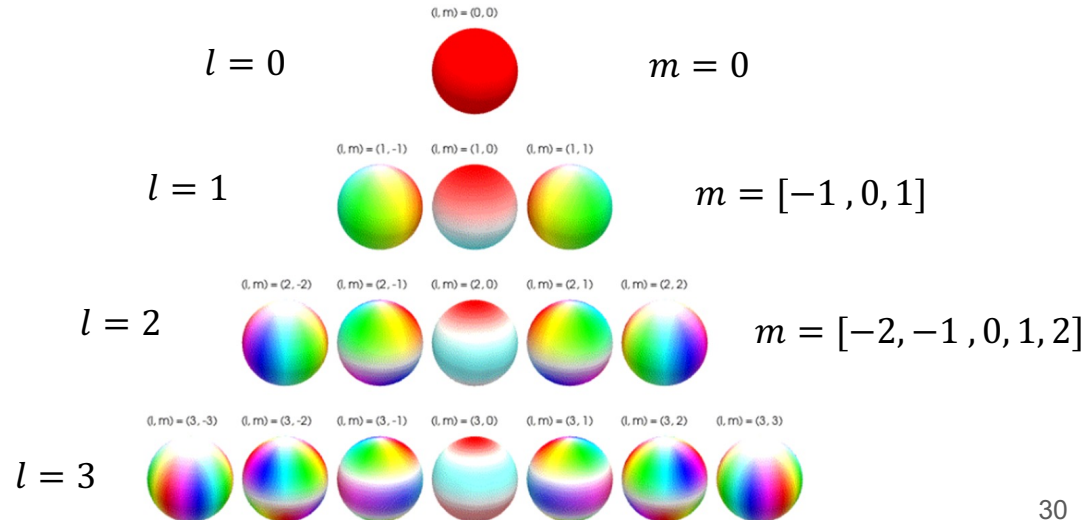 (l, m) = (0, 0)
l = 0 m = 0
(l, m) = (1, -1) (l, m) = (1, 0) (l, m) = (1, 1)
l = 1 m = [−1 , 0, 1]
(l, m) = (2, -2) (l, m) = (2, -1) (l, m) = (2, 0) (l, m) = (2, 1) (l, m) = (2, 2)
l = 2 m = [−2, −1 , 0, 1, 2]
(l, m) = (3, -3) (l, m) = (3, -2) (l, m) = (3, -1) (l, m) = (3, 0) (l, m) = (3, 1) (l, m) = (3, 2) (l, m) = (3, 3)
l = 3
30